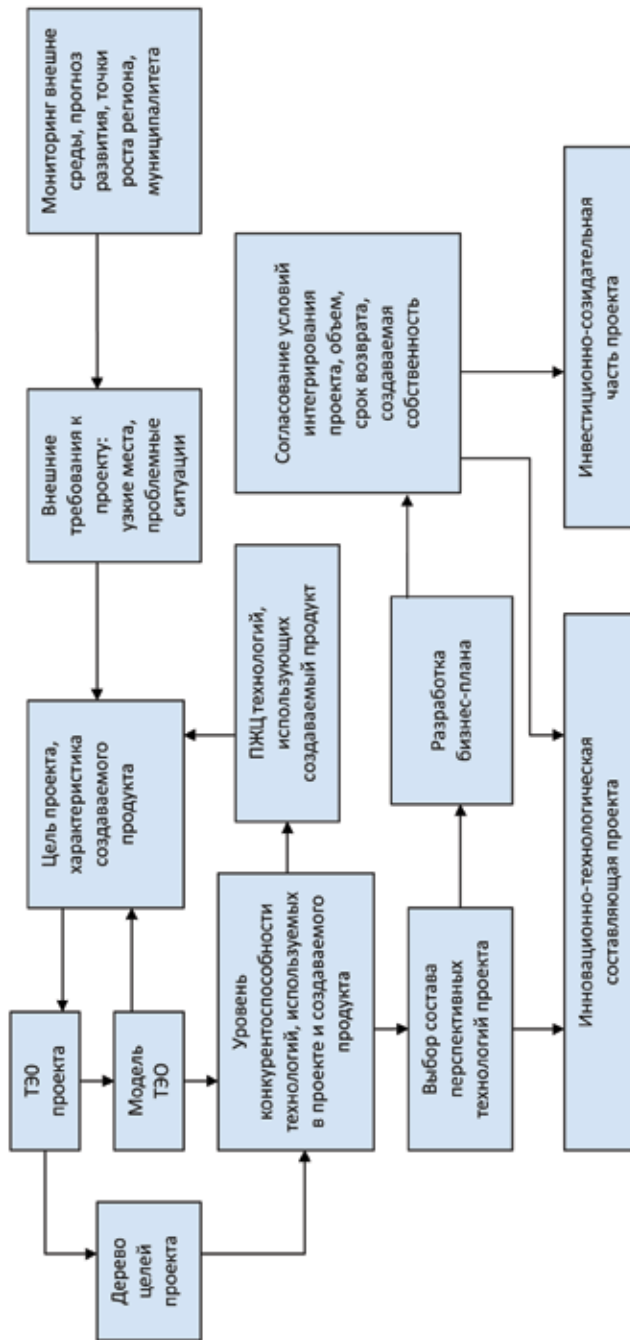 Мониторинг внешне
среды, прогноз
развития, точки
роста региона,
муниципалитета
Внешние
требования к
проекту:
узкие места,
проблемные
ситуации
Цель проекта,
характеристика
создаваемого
продукта
ТЭО
проекта
Модель
ТЭО
Дерево
целей
проекта
Уровень
конкурентоспособности
технологий, используемых
в проекте и создаваемого
продукта
ПЖЦ технологий,
использующих
создаваемый продукт
Согласование условий
интегрирования
проекта, объем,
срок возврата,
создаваемая
собственность
Выбор состава
перспективных
технологий проекта
Разработка
бизнес-плана
Инновационно-технологическая
составляющая проекта
Инвестиционно-созидательная
часть проекта